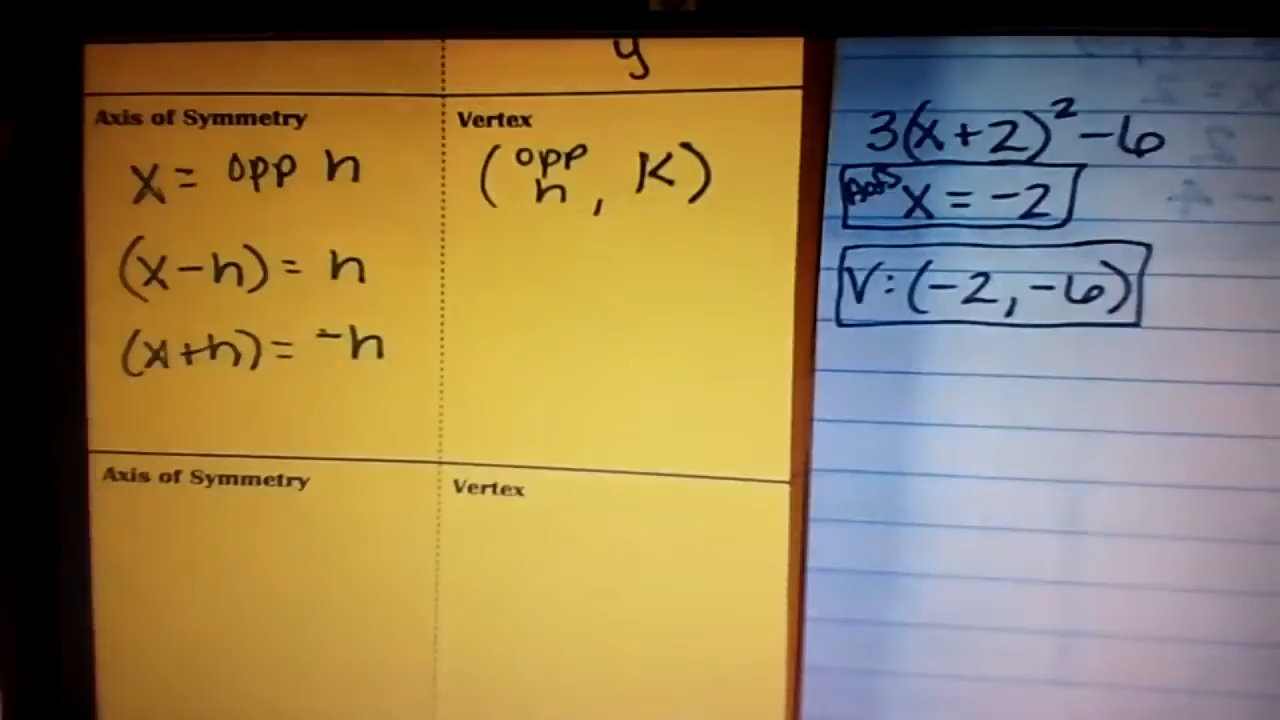 y
Axis of Symmetry
x = opp h
(x-h) = h
(x+h) = -h
Vertex
(opp h, K)
Axis of Symmetry
Vertex
3(x+2)²-6
AOS x = -2
V: (-2, -6)